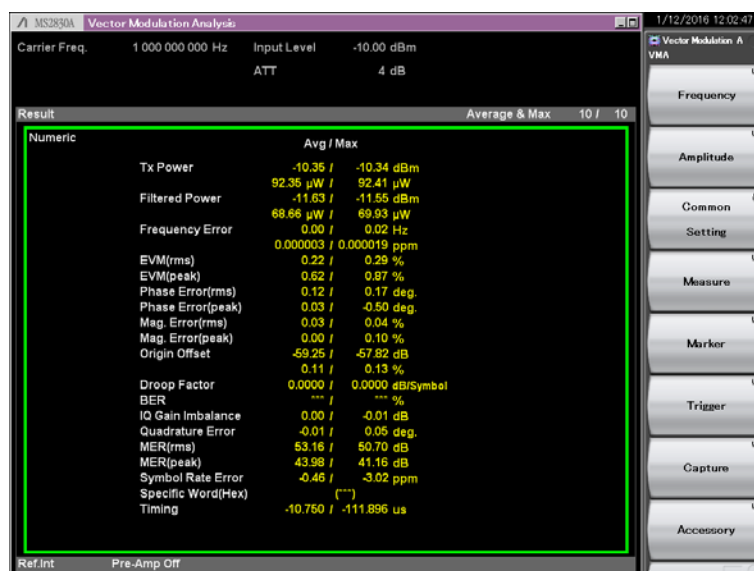 MS2830A Vector Modulation Analysis
1/12/2016 12:02:47
Carrier Freq. 1 000 000 000 Hz Input Level -10.00 dBm
ATT 4 dB
Result Average & Max 10 / 10
Numeric
Avg / Max
Tx Power -10.35 / -10.34 dBm
92.35 µW / 92.41 µW
Filtered Power -11.63 / -11.55 dBm
68.66 µW / 69.93 µW
Frequency Error 0.00 / 0.02 Hz
0.000003 / 0.000019 ppm
EVM(rms) 0.22 / 0.29 %
EVM(peak) 0.62 / 0.87 %
Phase Error(rms) 0.12 / 0.17 deg.
Phase Error(peak) 0.03 / -0.50 deg.
Mag. Error(rms) 0.03 / 0.04 %
Mag. Error(peak) 0.00 / 0.10 %
Origin Offset -59.25 / -57.82 dB
0.11 / 0.13 %
Droop Factor 0.0000 / 0.0000 dB/Symbol
BER *** / *** %
IQ Gain Imbalance 0.00 / -0.01 dB
Quadrature Error -0.01 / 0.05 deg.
MER(rms) 53.16 / 50.70 dB
MER(peak) 43.98 / 41.16 dB
Symbol Rate Error -0.46 / -3.02 ppm
Specific Word(Hex) (***)
Timing -10.750 / -111.896 us
Ref.Int Pre-Amp Off
Vector Modulation A
VMA
Frequency
Amplitude
Common
Setting
Measure
Marker
Trigger
Capture
Accessory